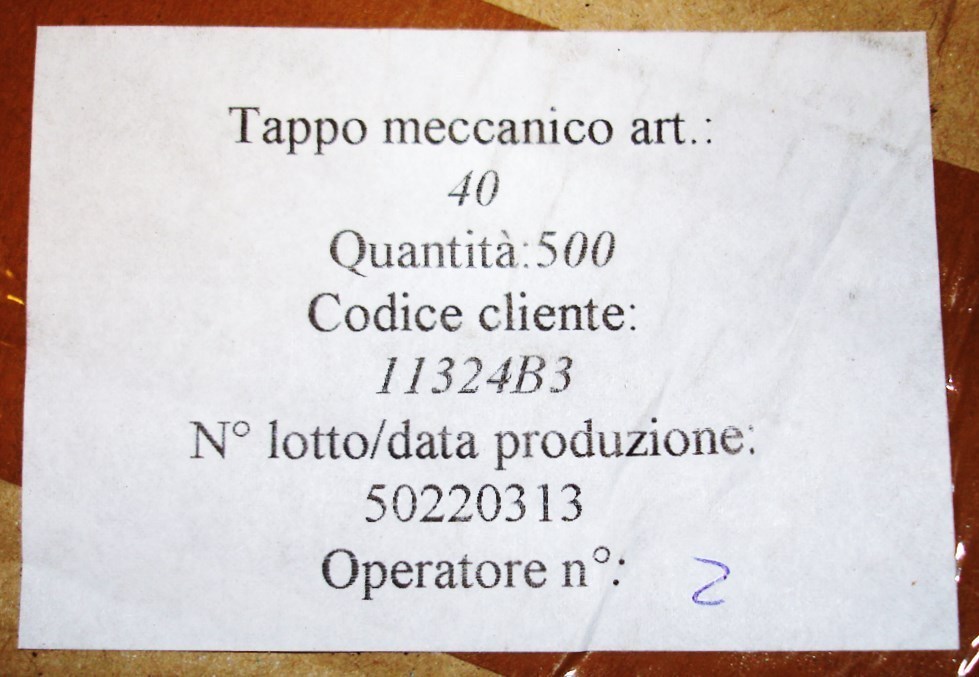 Tappo meccanico art.:
40
Quantità:500
Codice cliente:
11324B3
N° lotto/data produzione:
50220313
Operatore n°: 2